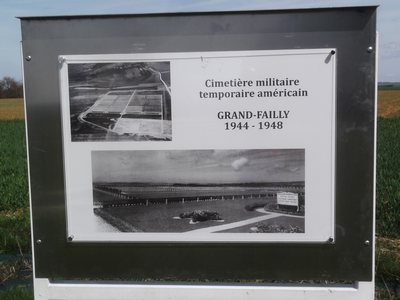 Cimetière militaire
temporaire américain
GRAND-FAILLY
1944 - 1948